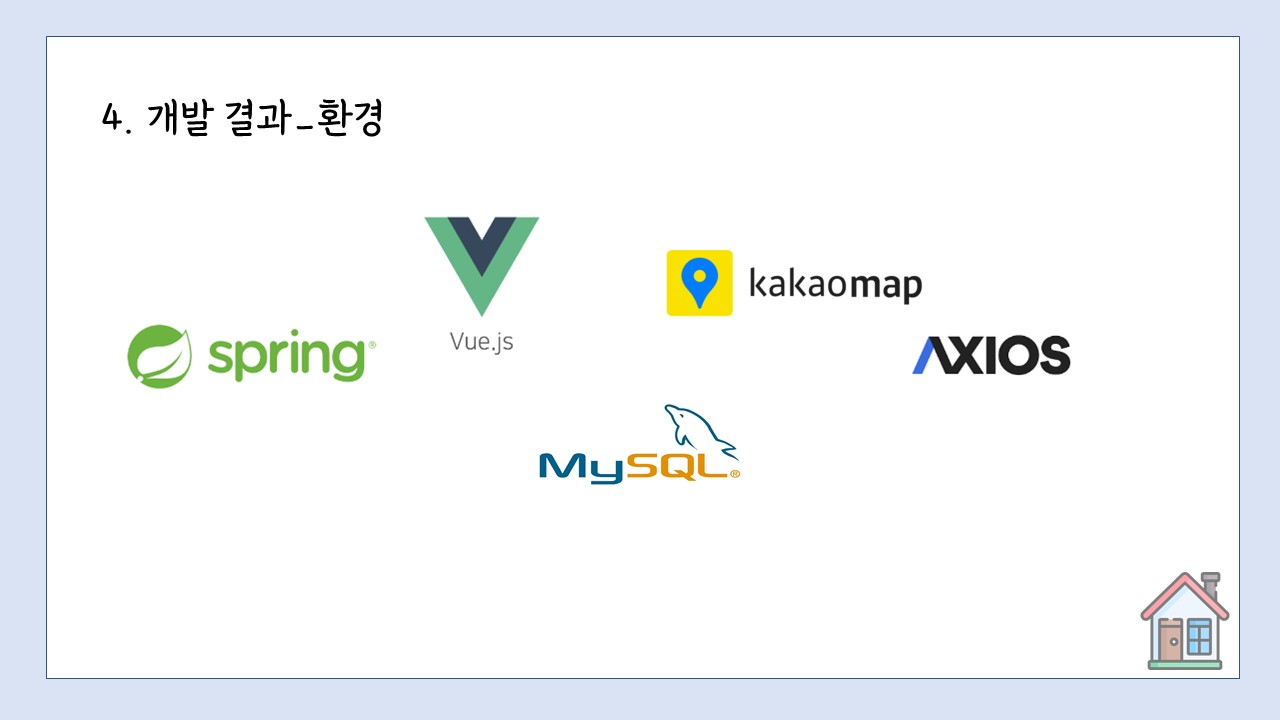 4. 개발 결과_환경
Vue.js
kakaomap
spring®
AXIOS
MySQL®